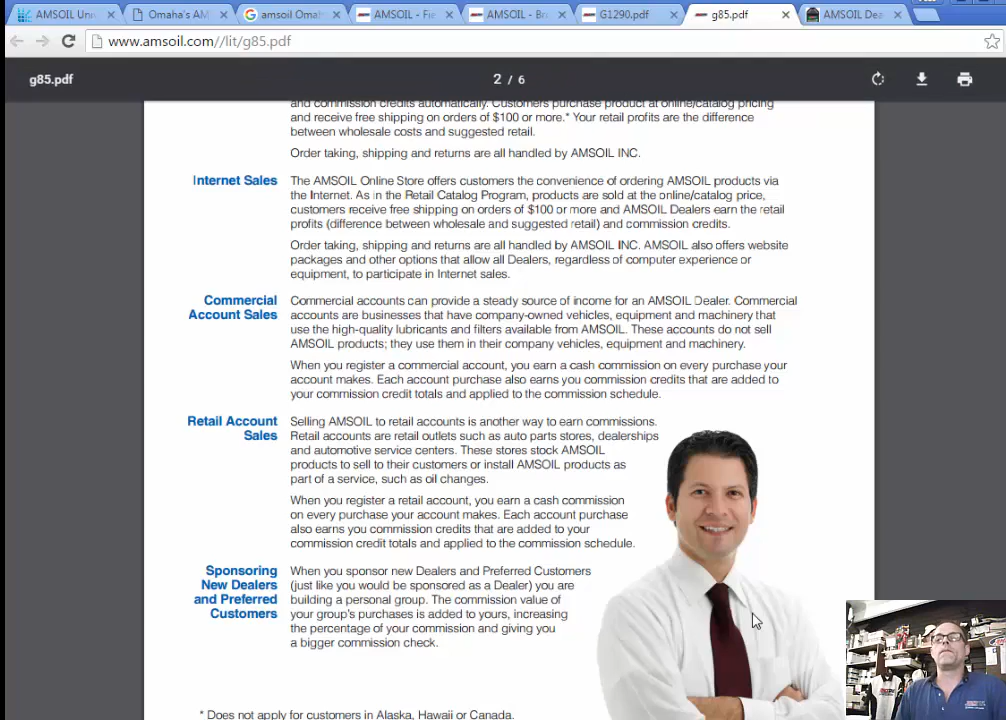 AMSOIL Uni
Omaha's AM
amsoil Omah
AMSOIL - Fie
AMSOIL - Br
G1290.pdf
g85.pdf
AMSOIL Dea
www.amsoil.com//lit/g85.pdf
g85.pdf
2 / 6
and commission credits automatically. Customers purchase product at online/catalog pricing
and receive free shipping on orders of $100 or more.* Your retail profits are the difference
between wholesale costs and suggested retail.
Order taking, shipping and returns are all handled by AMSOIL INC.
Internet Sales
The AMSOIL Online Store offers customers the convenience of ordering AMSOIL products via
the Internet. As in the Retail Catalog Program, products are sold at the online/catalog price,
customers receive free shipping on orders of $100 or more and AMSOIL Dealers earn the retail
profits (difference between wholesale and suggested retail) and commission credits.
Order taking, shipping and returns are all handled by AMSOIL INC. AMSOIL also offers website
packages and other options that allow all Dealers, regardless of computer experience or
equipment, to participate in Internet sales.
Commercial
Account Sales
Commercial accounts can provide a steady source of income for an AMSOIL Dealer. Commercial
accounts are businesses that have company-owned vehicles, equipment and machinery that
use the high-quality lubricants and filters available from AMSOIL. These accounts do not sell
AMSOIL products; they use them in their company vehicles, equipment and machinery.
When you register a commercial account, you earn a cash commission on every purchase your
account makes. Each account purchase also earns you commission credits that are added to
your commission credit totals and applied to the commission schedule.
Retail Account
Sales
Selling AMSOIL to retail accounts is another way to earn commissions.
Retail accounts are retail outlets such as auto parts stores, dealerships
and automotive service centers. These stores stock AMSOIL
products to sell to their customers or install AMSOIL products as
part of a service, such as oil changes.
When you register a retail account, you earn a cash commission
on every purchase your account makes. Each account purchase
also earns you commission credits that are added to your
commission credit totals and applied to the commission schedule.
Sponsoring
New Dealers
and Preferred
Customers
When you sponsor new Dealers and Preferred Customers
(just like you would be sponsored as a Dealer) you are
building a personal group. The commission value of
your group's purchases is added to yours, increasing
the percentage of your commission and giving you
a bigger commission check.
* Does not apply for customers in Alaska, Hawaii or Canada.